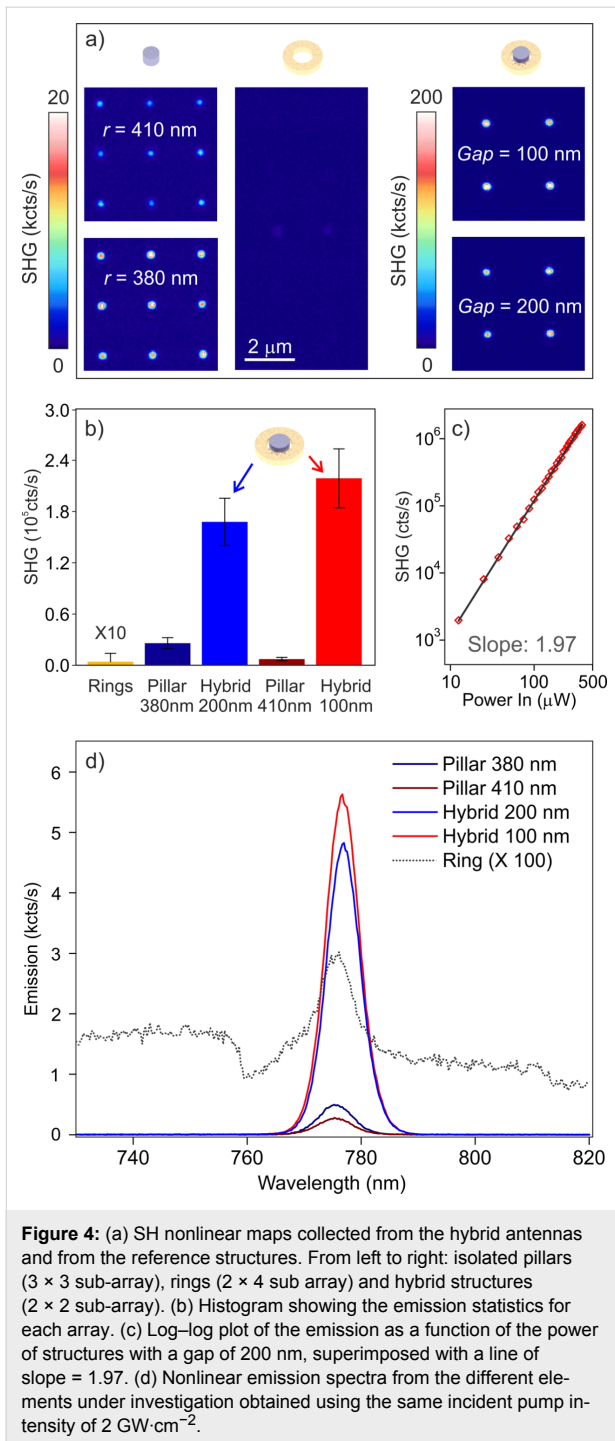 a)
20
SHG (kcts/s)
0
r = 410 nm
r = 380 nm
2 μm
200
SHG (kcts/s)
0
Gap = 100 nm
Gap = 200 nm
b)
3.0
2.4
1.8
1.2
0.6
0.0
SHG (10⁵cts/s)
X10
Rings Pillar Hybrid Pillar Hybrid
380nm 200nm 410nm 100nm
c)
10⁶
10⁵
10⁴
10³
SHG (cts/s)
Slope: 1.97
10 100 500
Power In (μW)
d)
6
5
4
3
2
1
0
Emission (kcts/s)
Pillar 380 nm
Pillar 410 nm
Hybrid 200 nm
Hybrid 100 nm
Ring (X 100)
740 760 780 800 820
Wavelength (nm)
Figure 4: (a) SH nonlinear maps collected from the hybrid antennas
and from the reference structures. From left to right: isolated pillars
(3 × 3 sub-array), rings (2 × 4 sub array) and hybrid structures
(2 × 2 sub-array). (b) Histogram showing the emission statistics for
each array. (c) Log–log plot of the emission as a function of the power
of structures with a gap of 200 nm, superimposed with a line of
slope = 1.97. (d) Nonlinear emission spectra from the different ele-
ments under investigation obtained using the same incident pump in-
tensity of 2 GW·cm⁻².